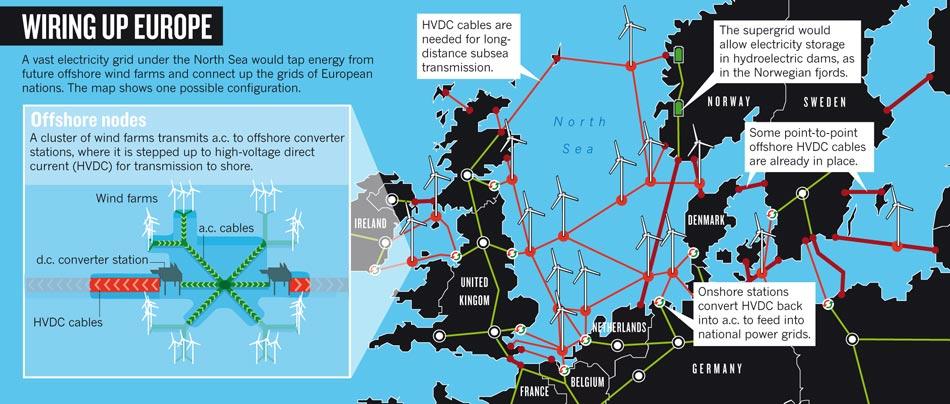 WIRING UP EUROPE
A vast electricity grid under the North Sea would tap energy from
future offshore wind farms and connect up the grids of European
nations. The map shows one possible configuration.
Offshore nodes
A cluster of wind farms transmits a.c. to offshore converter
stations, where it is stepped up to high-voltage direct
current (HVDC) for transmission to shore.
Wind farms
a.c. cables
d.c. converter station
HVDC cables
HVDC cables are
needed for long-
distance subsea
transmission.
The supergrid would
allow electricity storage
in hydroelectric dams, as
in the Norwegian fjords.
NORWAY
SWEDEN
North
Sea
Some point-to-point
offshore HVDC cables
are already in place.
IRELAND
DENMARK
UNITED
KINGOM
Onshore stations
convert HVDC back
into a.c. to feed into
national power grids.
NETHERLANDS
GERMANY
BELGIUM
FRANCE